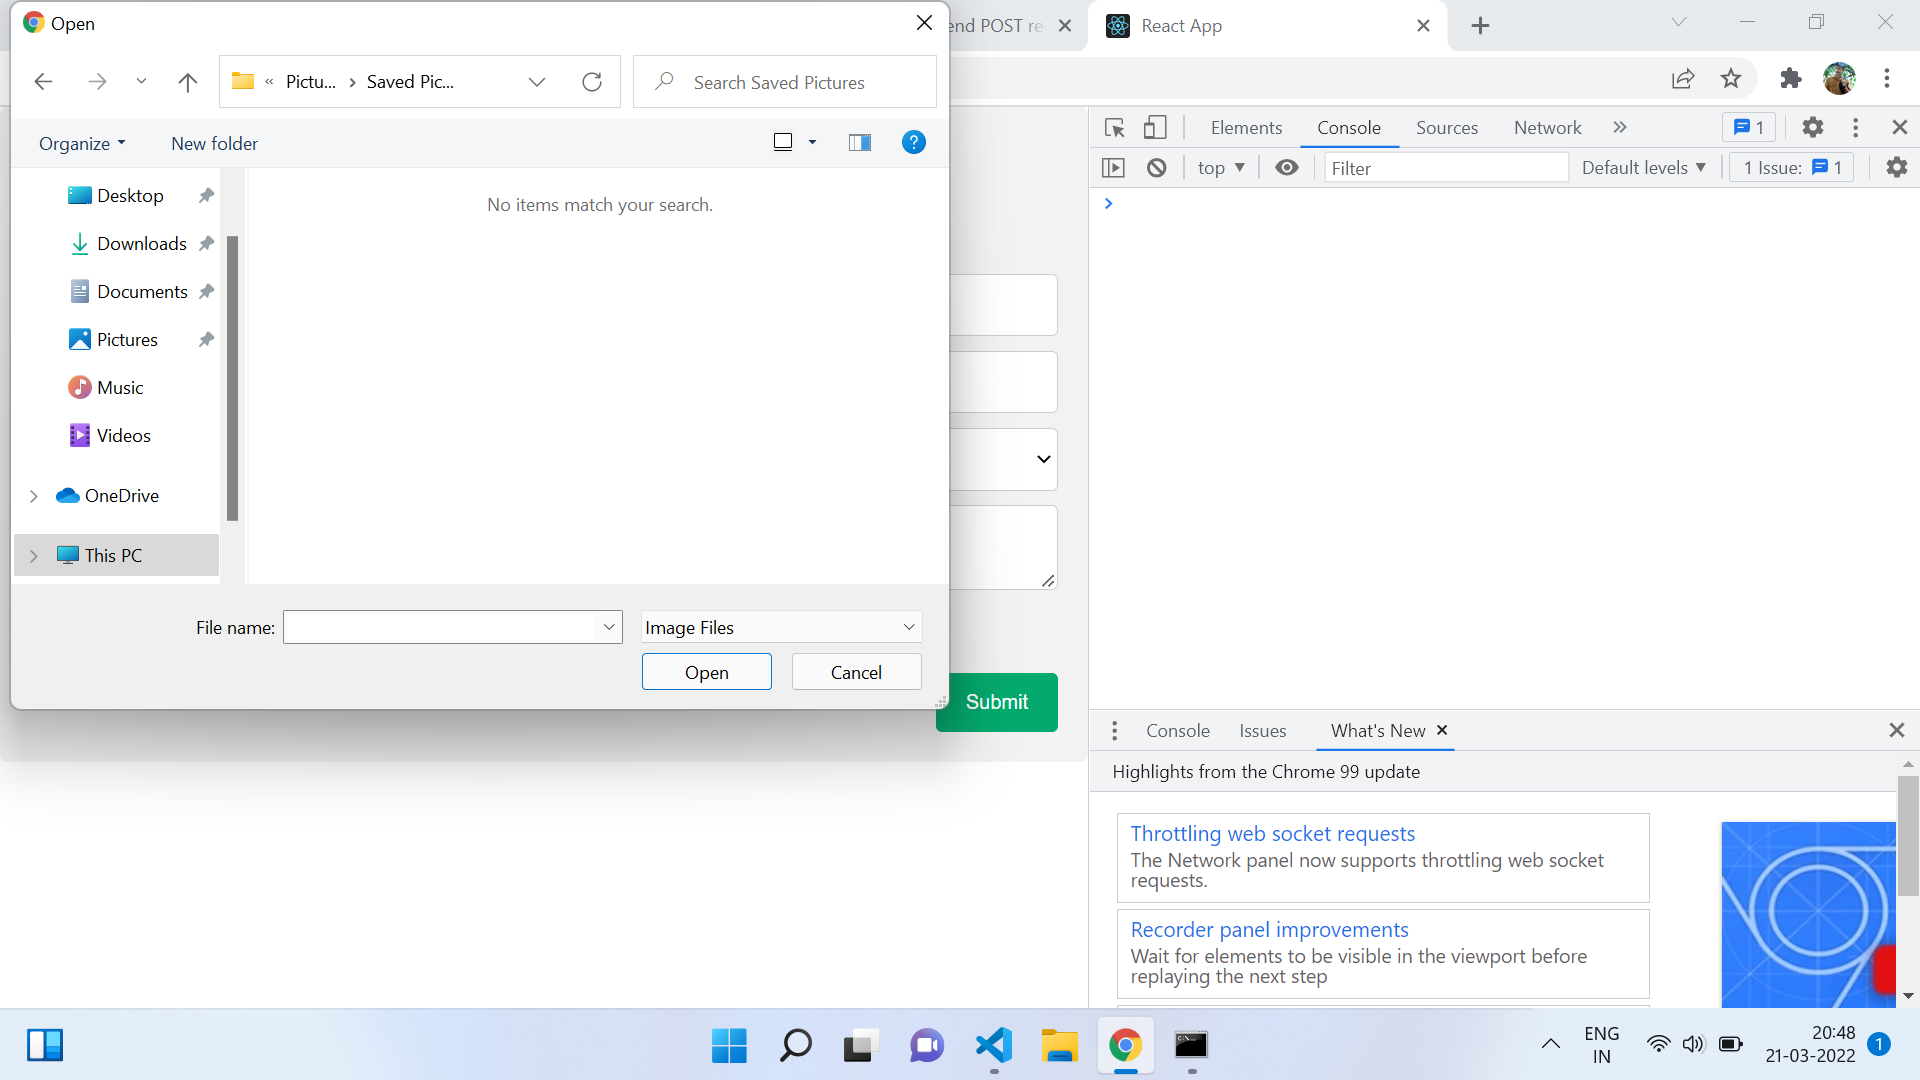 Open
end POST re
React App
« Pictu... › Saved Pic...
Search Saved Pictures
Organize
New folder
Desktop
Downloads
Documents
Pictures
Music
Videos
OneDrive
This PC
No items match your search.
File name:
Image Files
Open
Cancel
Submit
Elements
Console
Sources
Network
1
top
Filter
Default levels
1 Issue:
1
Console
Issues
What's New
Highlights from the Chrome 99 update
Throttling web socket requests
The Network panel now supports throttling web socket
requests.
Recorder panel improvements
Wait for elements to be visible in the viewport before
replaying the next step
ENG
IN
20:48
21-03-2022
1